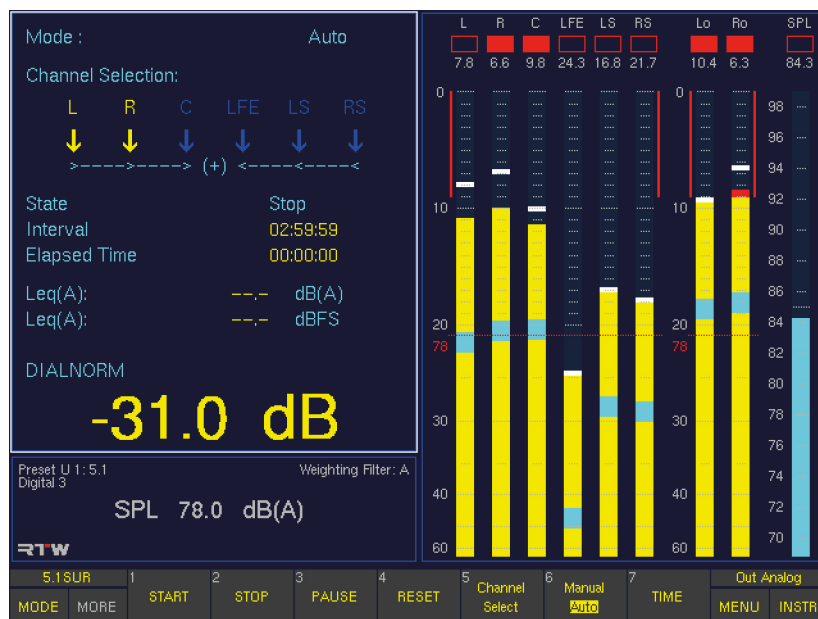 Mode : Auto
Channel Selection:
L R C LFE LS RS
>----->-----> (+) <-----<-----<
State Stop
Interval 02:59:59
Elapsed Time 00:00:00
Leq(A): --.- dB(A)
Leq(A): --.- dBFS
DIALNORM
-31.0 dB
Preset U 1: 5.1 Weighting Filter: A
Digital 3
SPL 78.0 dB(A)
RTW
L R C LFE LS RS Lo Ro SPL
7.8 6.6 9.8 24.3 16.8 21.7 10.4 6.3 84.3
0 0
98
96
94
92
10 10
90
88
86
20 20 84
78 78
82
80
30 30 78
76
74
40 40
72
70
60 60
5.1SUR 1 2 3 4 5 6 7 Out Analog
MODE MORE START STOP PAUSE RESET Channel Select Manual Auto TIME MENU INSTR